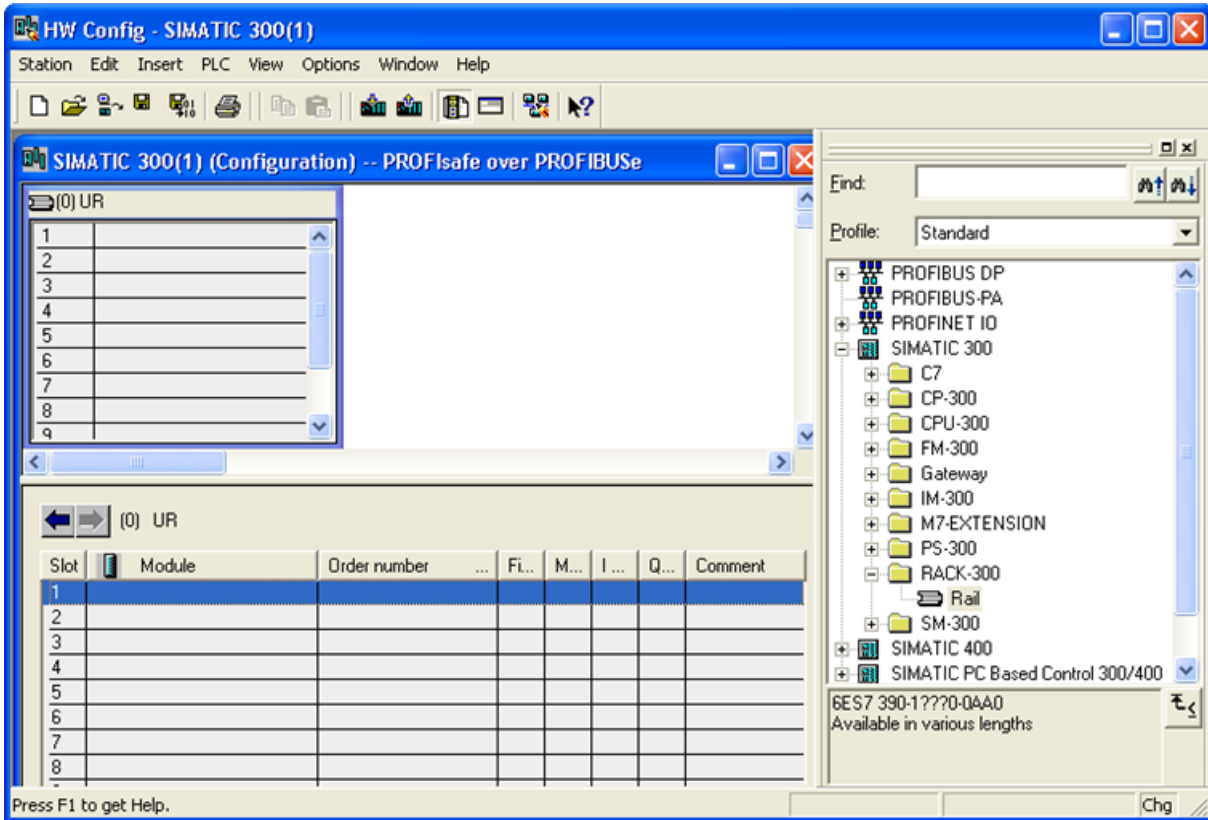 HW Config - SIMATIC 300(1)
Station Edit Insert PLC View Options Window Help
SIMATIC 300(1) (Configuration) -- PROFIsafe over PROFIBUSe
(0) UR
1
2
3
4
5
6
7
8
9
(0) UR
Slot Module Order number ... Fi... M... I ... Q... Comment
1
2
3
4
5
6
7
8
Find:
Profile: Standard
PROFIBUS DP
PROFIBUS-PA
PROFINET IO
SIMATIC 300
C7
CP-300
CPU-300
FM-300
Gateway
IM-300
M7-EXTENSION
PS-300
RACK-300
Rail
SM-300
SIMATIC 400
SIMATIC PC Based Control 300/400
6ES7 390-1???0-0AA0
Available in various lengths
Press F1 to get Help.
Chg